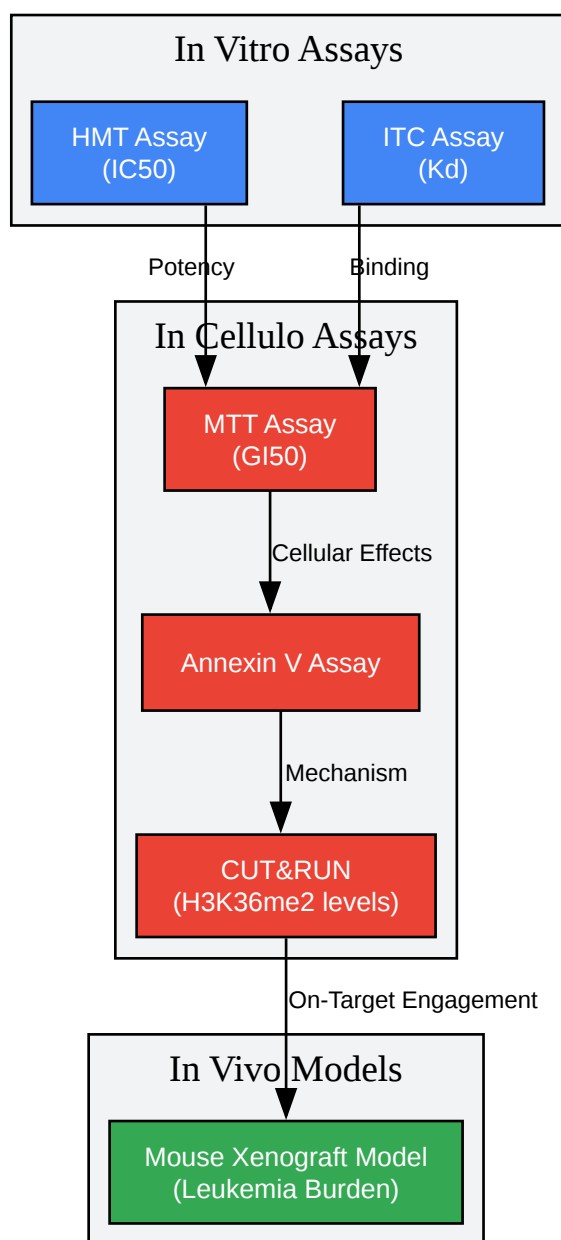 In Vitro Assays
HMT Assay
(IC50)
ITC Assay
(Kd)
Potency
Binding
In Cellulo Assays
MTT Assay
(GI50)
Cellular Effects
Annexin V Assay
Mechanism
CUT&RUN
(H3K36me2 levels)
On-Target Engagement
In Vivo Models
Mouse Xenograft Model
(Leukemia Burden)